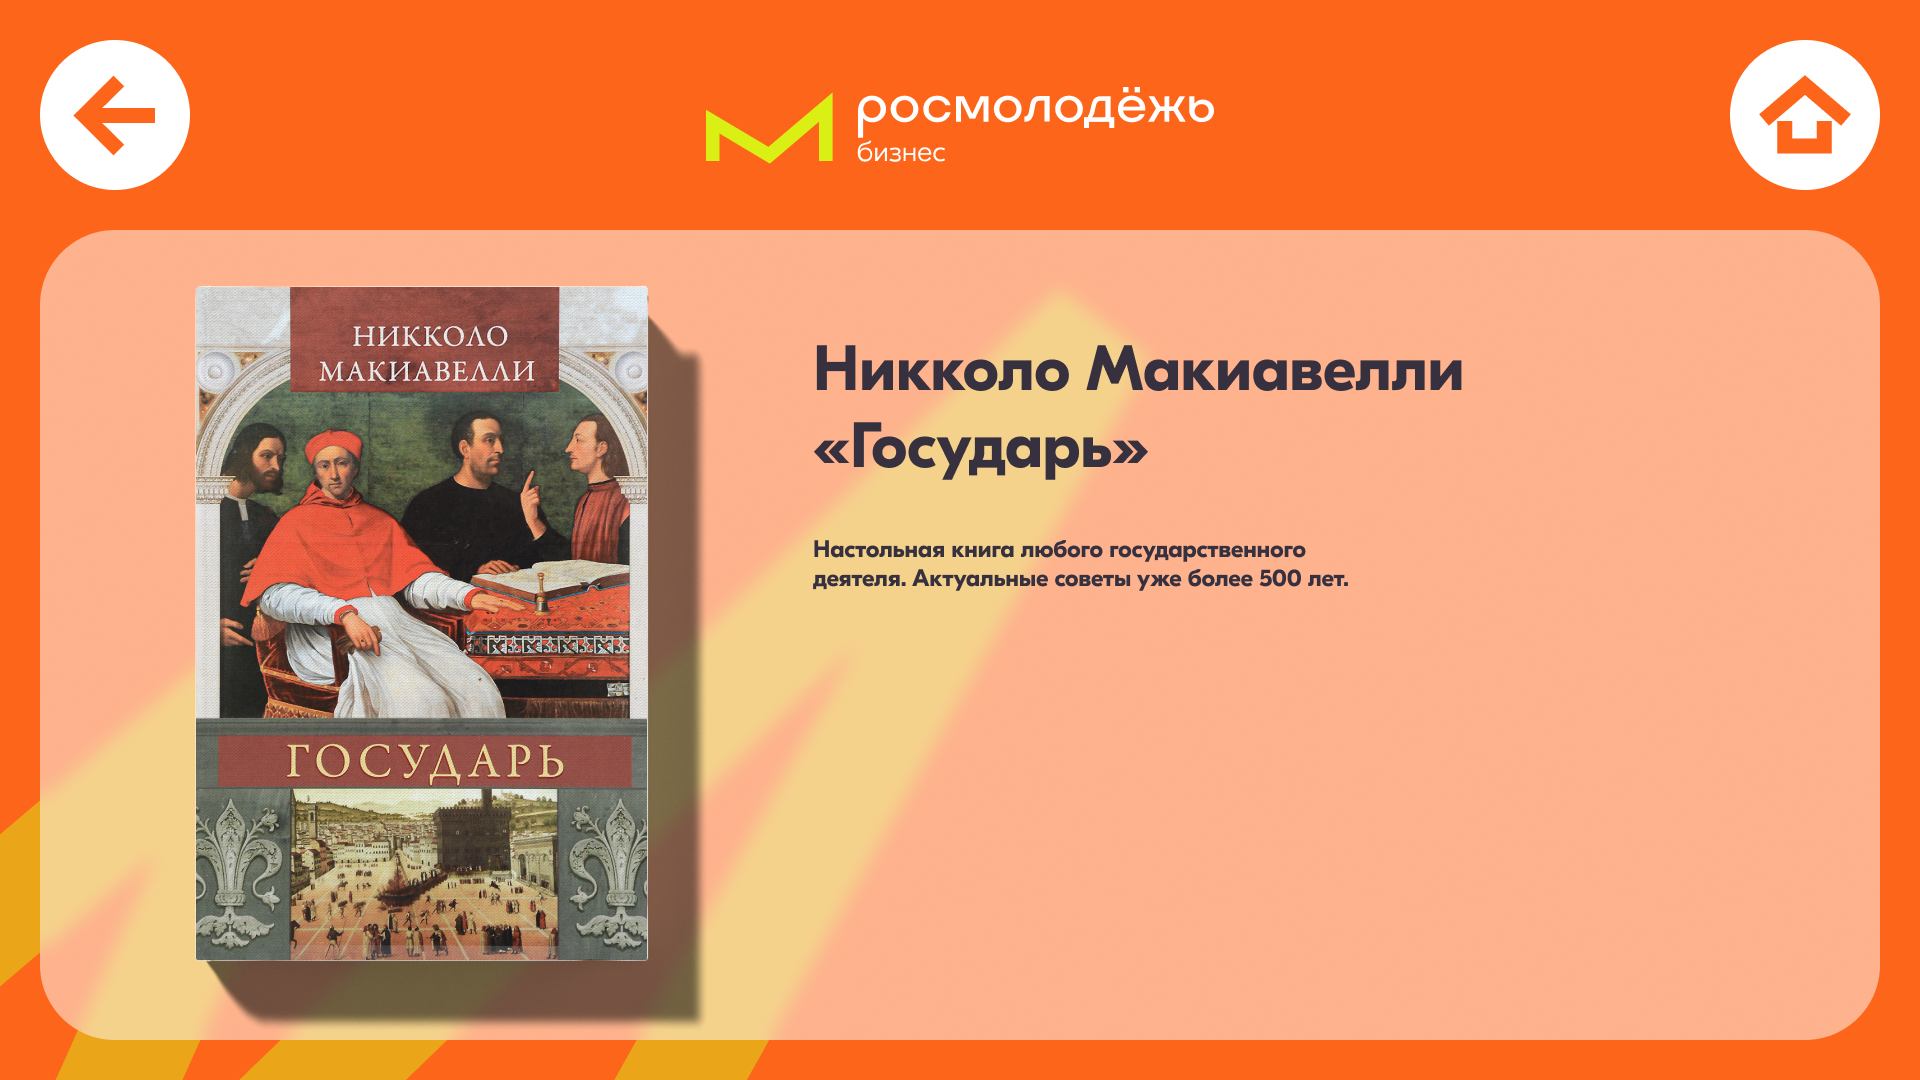 росмолодёжь
бизнес
НИККОЛО
МАКИАВЕЛЛИ
ГОСУДАРЬ
Никколо Макиавелли
«Государь»
Настольная книга любого государственного
деятеля. Актуальные советы уже более 500 лет.